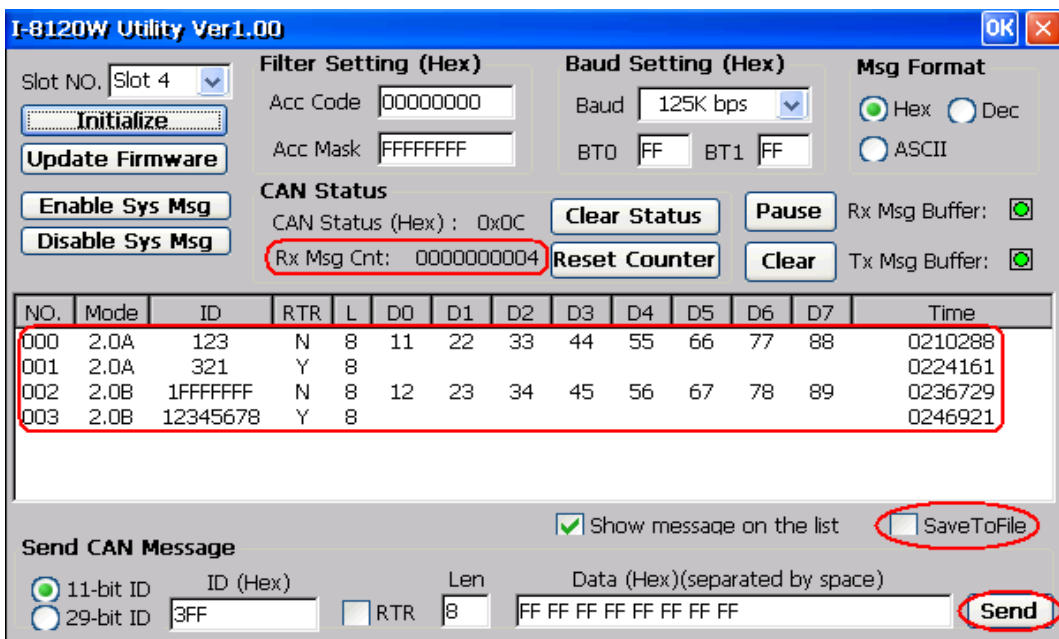 I-8120W Utility Ver1.00 OK
Slot NO. Slot 4
Initialize
Update Firmware
Enable Sys Msg
Disable Sys Msg
Filter Setting (Hex)
Acc Code 00000000
Acc Mask FFFFFFFF
Baud Setting (Hex)
Baud 125K bps
BT0 FF BT1 FF
Msg Format
Hex Dec
ASCII
CAN Status
CAN Status (Hex) : 0x0C
Rx Msg Cnt: 0000000004
Clear Status
Reset Counter
Pause
Clear
Rx Msg Buffer:
Tx Msg Buffer:
NO. Mode ID RTR L D0 D1 D2 D3 D4 D5 D6 D7 Time
000 2.0A 123 N 8 11 22 33 44 55 66 77 88 0210288
001 2.0A 321 Y 8 0224161
002 2.0B 1FFFFFFF N 8 12 23 34 45 56 67 78 89 0236729
003 2.0B 12345678 Y 8 0246921
Show message on the list SaveToFile
Send CAN Message
11-bit ID
29-bit ID
ID (Hex)
3FF
RTR
Len
8
Data (Hex)(separated by space)
FF FF FF FF FF FF FF FF
Send